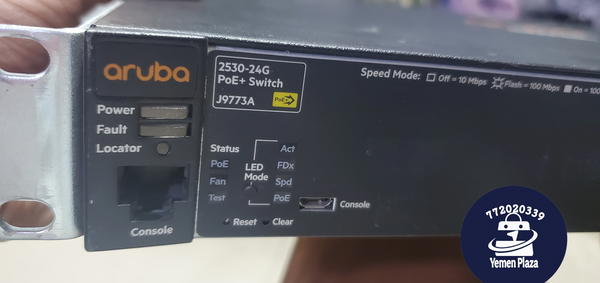 aruba
2530-24G
PoE+ Switch
J9773A
PoE+
Speed Mode: Off = 10 Mbps Flash = 100 Mbps On = 100
Power
Fault
Locator
Status
PoE
Fan
Test
LED
Mode
Act
FDx
Spd
PoE
Console
Reset Clear
Console
772020339
Yemen Plaza